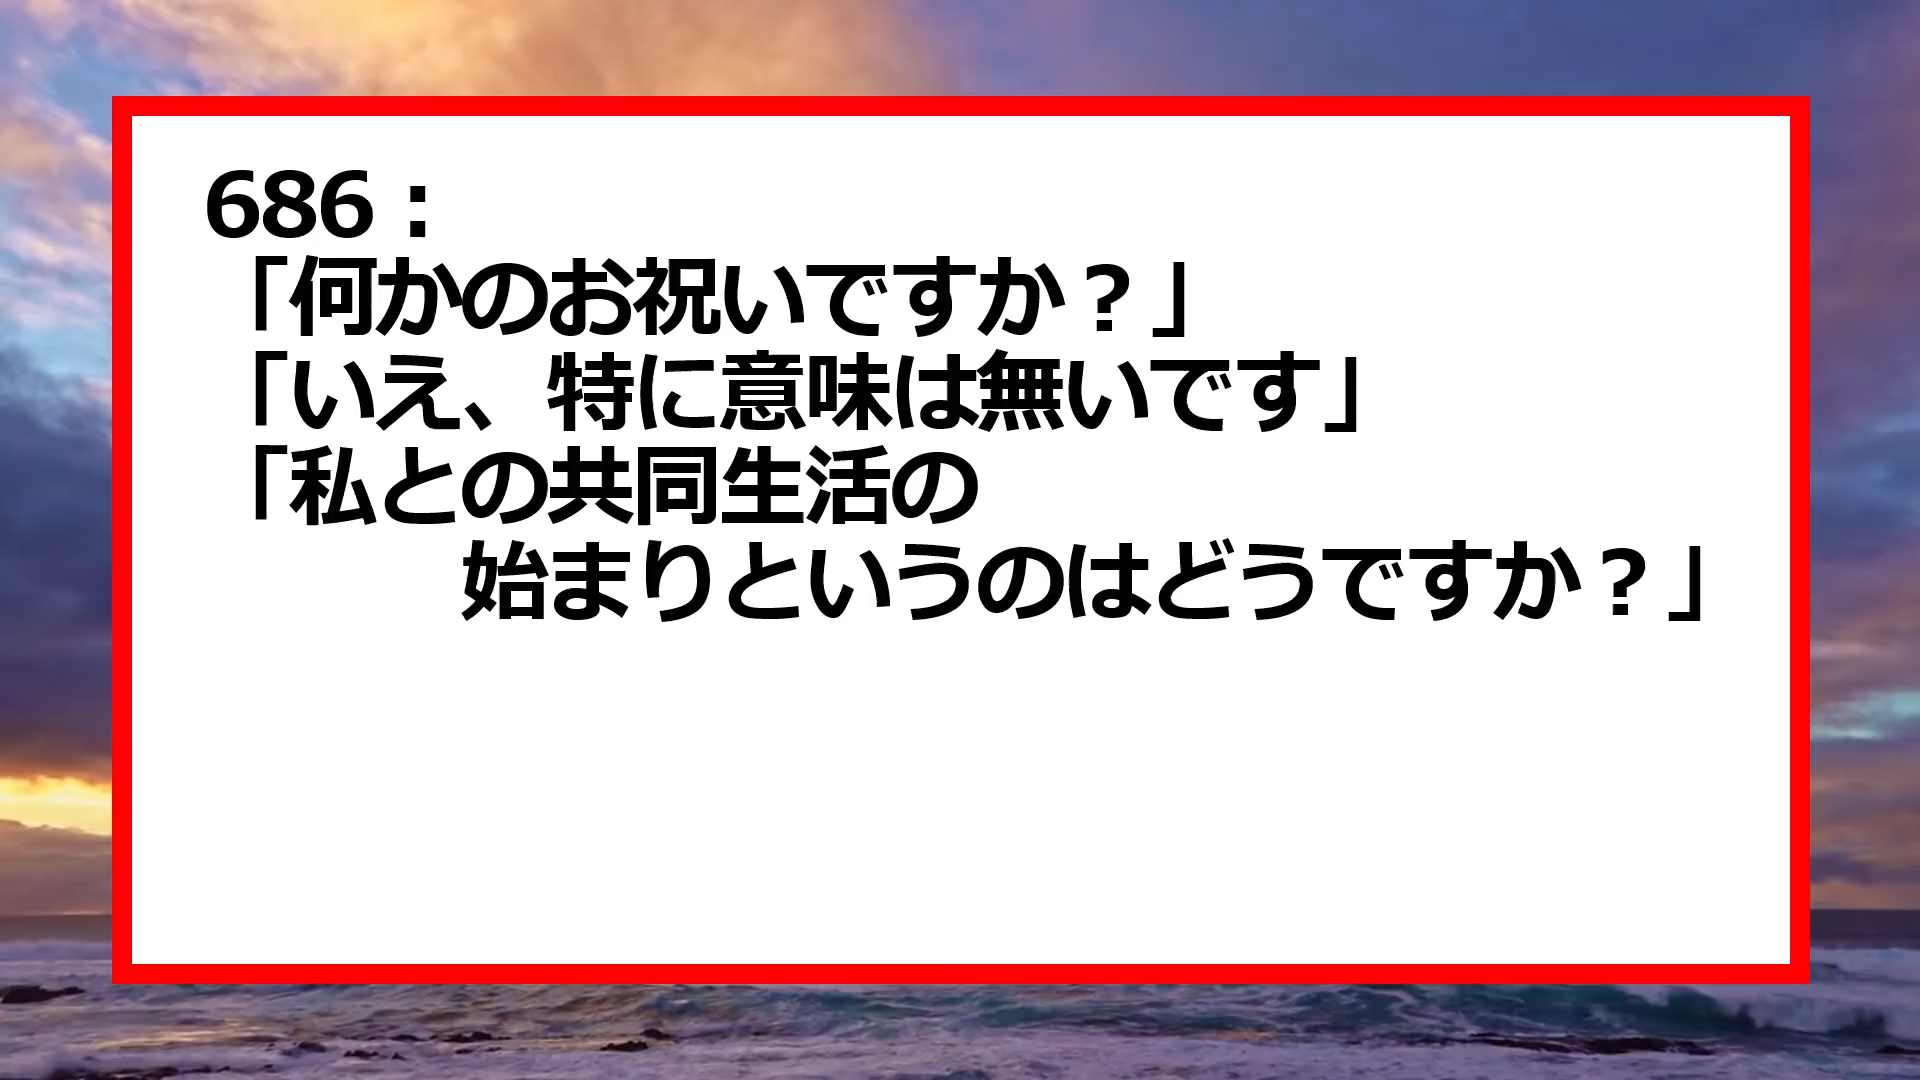 686：
「何かのお祝いですか？」
「いえ、特に意味は無いです」
「私との共同生活の
始まりというのはどうですか？」